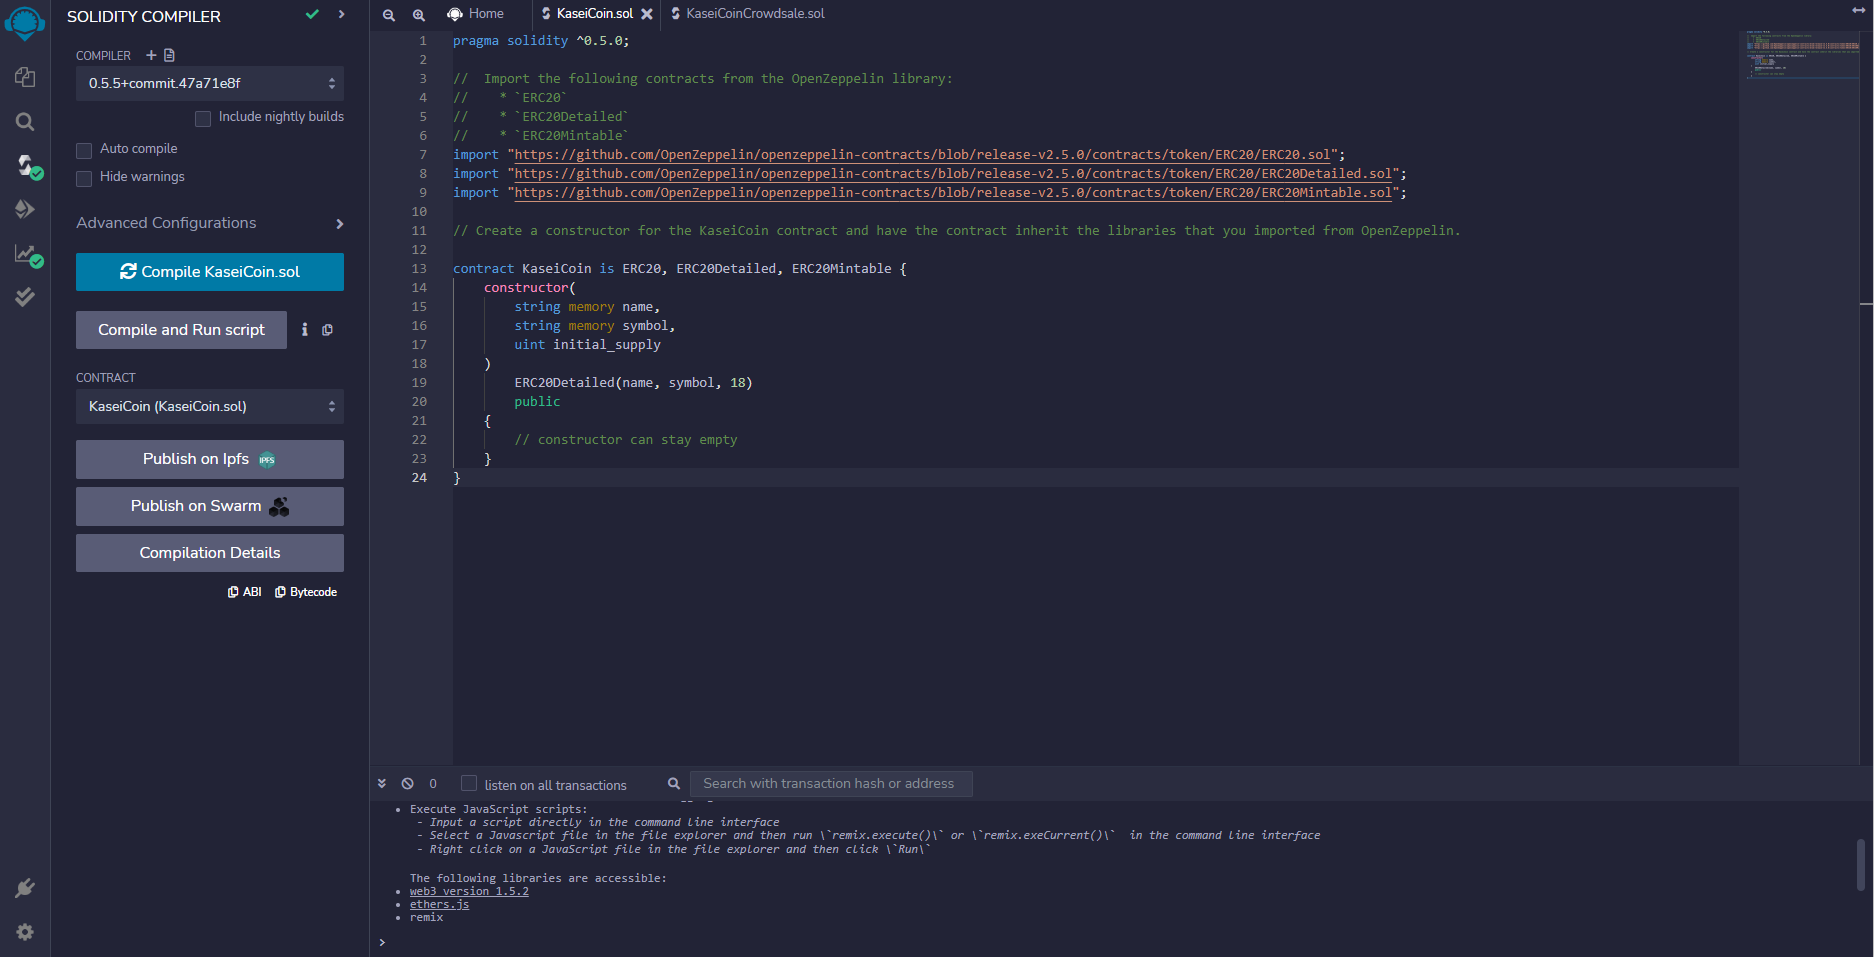 SOLIDITY COMPILER
COMPILER
0.5.5+commit.47a71e8f
Include nightly builds
Auto compile
Hide warnings
Advanced Configurations
Compile KaseiCoin.sol
Compile and Run script
CONTRACT
KaseiCoin (KaseiCoin.sol)
Publish on Ipfs IPFS
Publish on Swarm
Compilation Details
ABI Bytecode
Home KaseiCoin.sol KaseiCoinCrowdsale.sol
1 pragma solidity ^0.5.0;
2
3 //  Import the following contracts from the OpenZeppelin library:
4 //    * `ERC20`
5 //    * `ERC20Detailed`
6 //    * `ERC20Mintable`
7 import "https://github.com/OpenZeppelin/openzeppelin-contracts/blob/release-v2.5.0/contracts/token/ERC20/ERC20.sol";
8 import "https://github.com/OpenZeppelin/openzeppelin-contracts/blob/release-v2.5.0/contracts/token/ERC20/ERC20Detailed.sol";
9 import "https://github.com/OpenZeppelin/openzeppelin-contracts/blob/release-v2.5.0/contracts/token/ERC20/ERC20Mintable.sol";
10
11 // Create a constructor for the KaseiCoin contract and have the contract inherit the libraries that you imported from OpenZeppelin.
12
13 contract KaseiCoin is ERC20, ERC20Detailed, ERC20Mintable {
14     constructor(
15         string memory name,
16         string memory symbol,
17         uint initial_supply
18     )
19         ERC20Detailed(name, symbol, 18)
20         public
21     {
22         // constructor can stay empty
23     }
24 }
0 listen on all transactions Search with transaction hash or address
• Execute JavaScript scripts:
- Input a script directly in the command line interface
- Select a Javascript file in the file explorer and then run \`remix.execute()\` or \`remix.exeCurrent()\`  in the command line interface
- Right click on a JavaScript file in the file explorer and then click \`Run\`
The following libraries are accessible:
• web3 version 1.5.2
• ethers.js
• remix
>